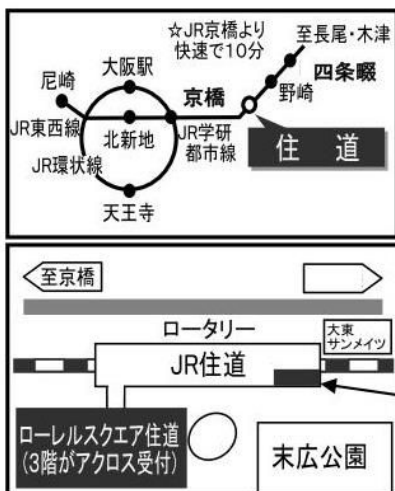 ☆JR京橋より
快速で10分
至長尾・木津
大阪駅
尼崎
京橋
四条畷
野崎
JR東西線
北新地
JR学研
都市線
住 道
JR環状線
天王寺
至京橋
ロータリー
大東
サンメイツ
JR住道
ローレルスクエア住道
(3階がアクロス受付)
末広公園